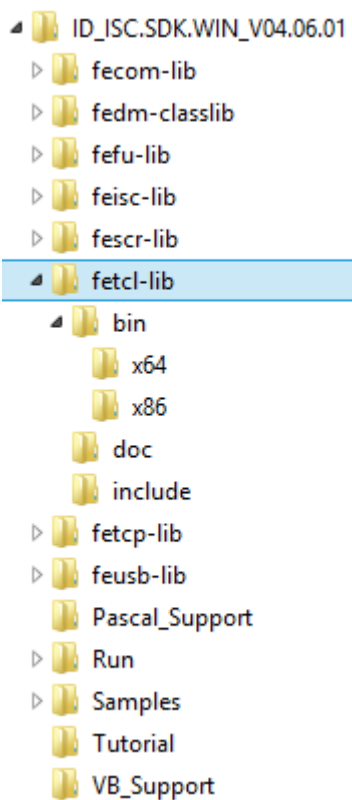 ID_ISC.SDK.WIN_V04.06.01
fecom-lib
fedm-classlib
fefu-lib
feisc-lib
fescr-lib
fetcl-lib
bin
x64
x86
doc
include
fetcp-lib
feusb-lib
Pascal_Support
Run
Samples
Tutorial
VB_Support